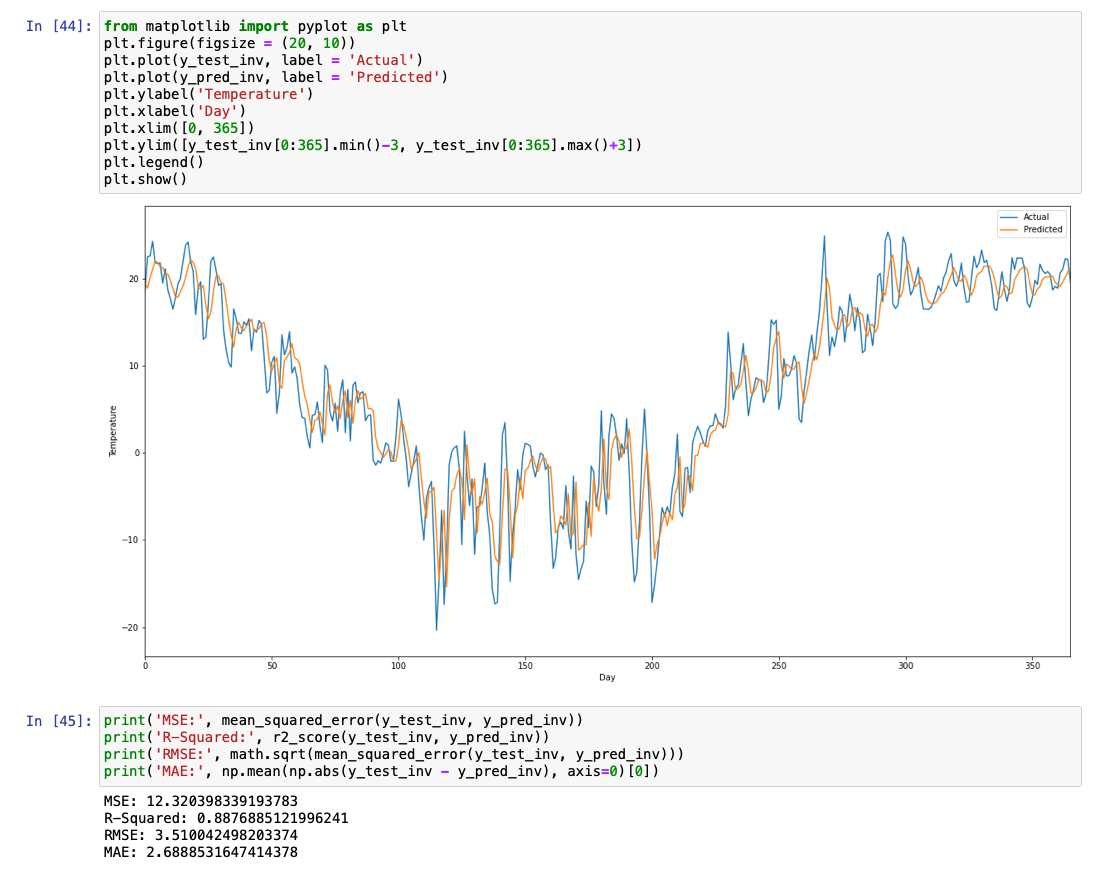 In [44]: from matplotlib import pyplot as plt
plt.figure(figsize = (20, 10))
plt.plot(y_test_inv, label = 'Actual')
plt.plot(y_pred_inv, label = 'Predicted')
plt.ylabel('Temperature')
plt.xlabel('Day')
plt.xlim([0, 365])
plt.ylim([y_test_inv[0:365].min()-3, y_test_inv[0:365].max()+3])
plt.legend()
plt.show()
Actual
Predicted
20
10
0
−10
−20
Temperature
0 50 100 150 200 250 300 350
Day
In [45]: print('MSE:', mean_squared_error(y_test_inv, y_pred_inv))
print('R-Squared:', r2_score(y_test_inv, y_pred_inv))
print('RMSE:', math.sqrt(mean_squared_error(y_test_inv, y_pred_inv)))
print('MAE:', np.mean(np.abs(y_test_inv - y_pred_inv), axis=0)[0])
MSE: 12.320398339193783
R-Squared: 0.8876885121996241
RMSE: 3.510042498203374
MAE: 2.6888531647414378